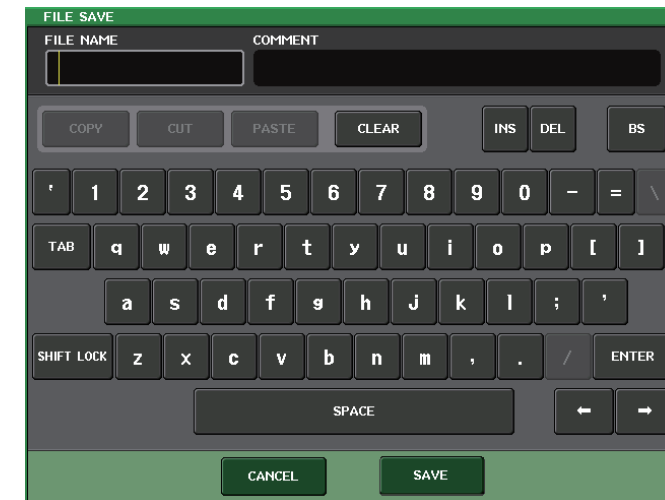 FILE SAVE
FILE NAME COMMENT
COPY CUT PASTE CLEAR INS DEL BS
' 1 2 3 4 5 6 7 8 9 0 - = \
TAB q w e r t y u i o p [ ]
a s d f g h j k l ; '
SHIFT LOCK z x c v b n m , . / ENTER
SPACE ← →
CANCEL SAVE